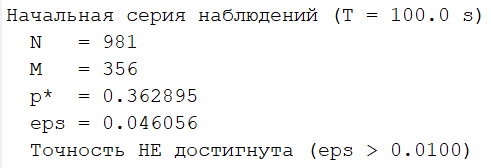 Начальная серия наблюдений (T = 100.0 s)
N = 981
M = 356
p* = 0.362895
eps = 0.046056
Точность НЕ достигнута (eps > 0.0100)